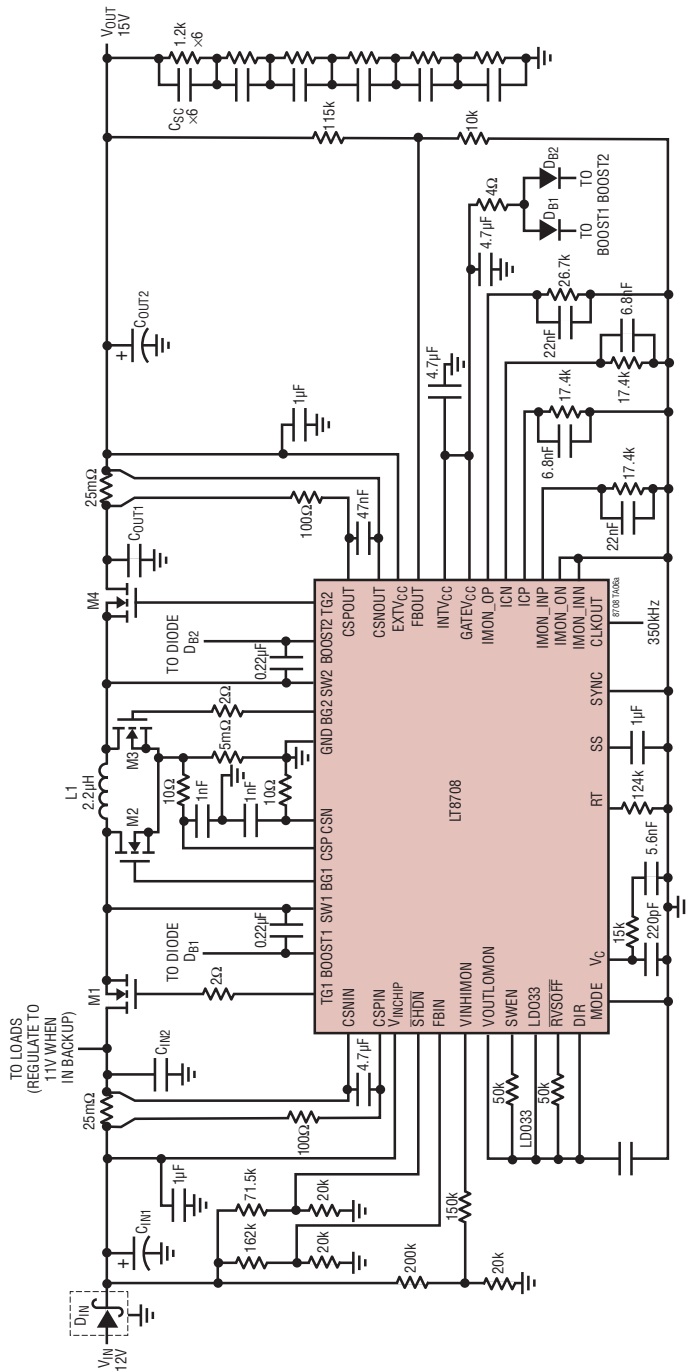 TO LOADS
(REGULATE TO
11V WHEN
IN BACKUP)
VIN
12V
DIN
+
CIN1
1µF
25mΩ
CIN2
100Ω
4.7µF
M1
2Ω
TO DIODE
DB1
0.22µF
M2
L1
2.2µH
M3
10Ω
1nF
1nF
10Ω
5mΩ
2Ω
TO DIODE
DB2
0.22µF
M4
COUT1
25mΩ
100Ω
47nF
1µF
+
COUT2
VOUT
15V
CSC
×6
1.2k
×6
115k
10k
TG1 BOOST1 SW1 BG1 CSP CSN GND BG2 SW2 BOOST2 TG2
CSNIN
CSPIN
VINCHIP
SHDN
FBIN
VINHIMON
VOUTLOMON
SWEN
LDO33
RVSOFF
DIR
MODE
LT8708
CSPOUT
CSNOUT
EXTVCC
FBOUT
INTVCC
GATEVCC
IMON_OP
ICN
ICP
IMON_INP
IMON_ON
IMON_INN
CLKOUT
8708 TA06a
VC RT SS SYNC
71.5k
162k
20k
20k
150k
200k
20k
50k
LDO33
50k
15k
220pF
5.6nF
124k
1µF
350kHz
4.7µF
4.7µF
4Ω
DB1
DB2
TO
BOOST1
TO
BOOST2
22nF
26.7k
6.8nF
17.4k
6.8nF
17.4k
22nF
17.4k